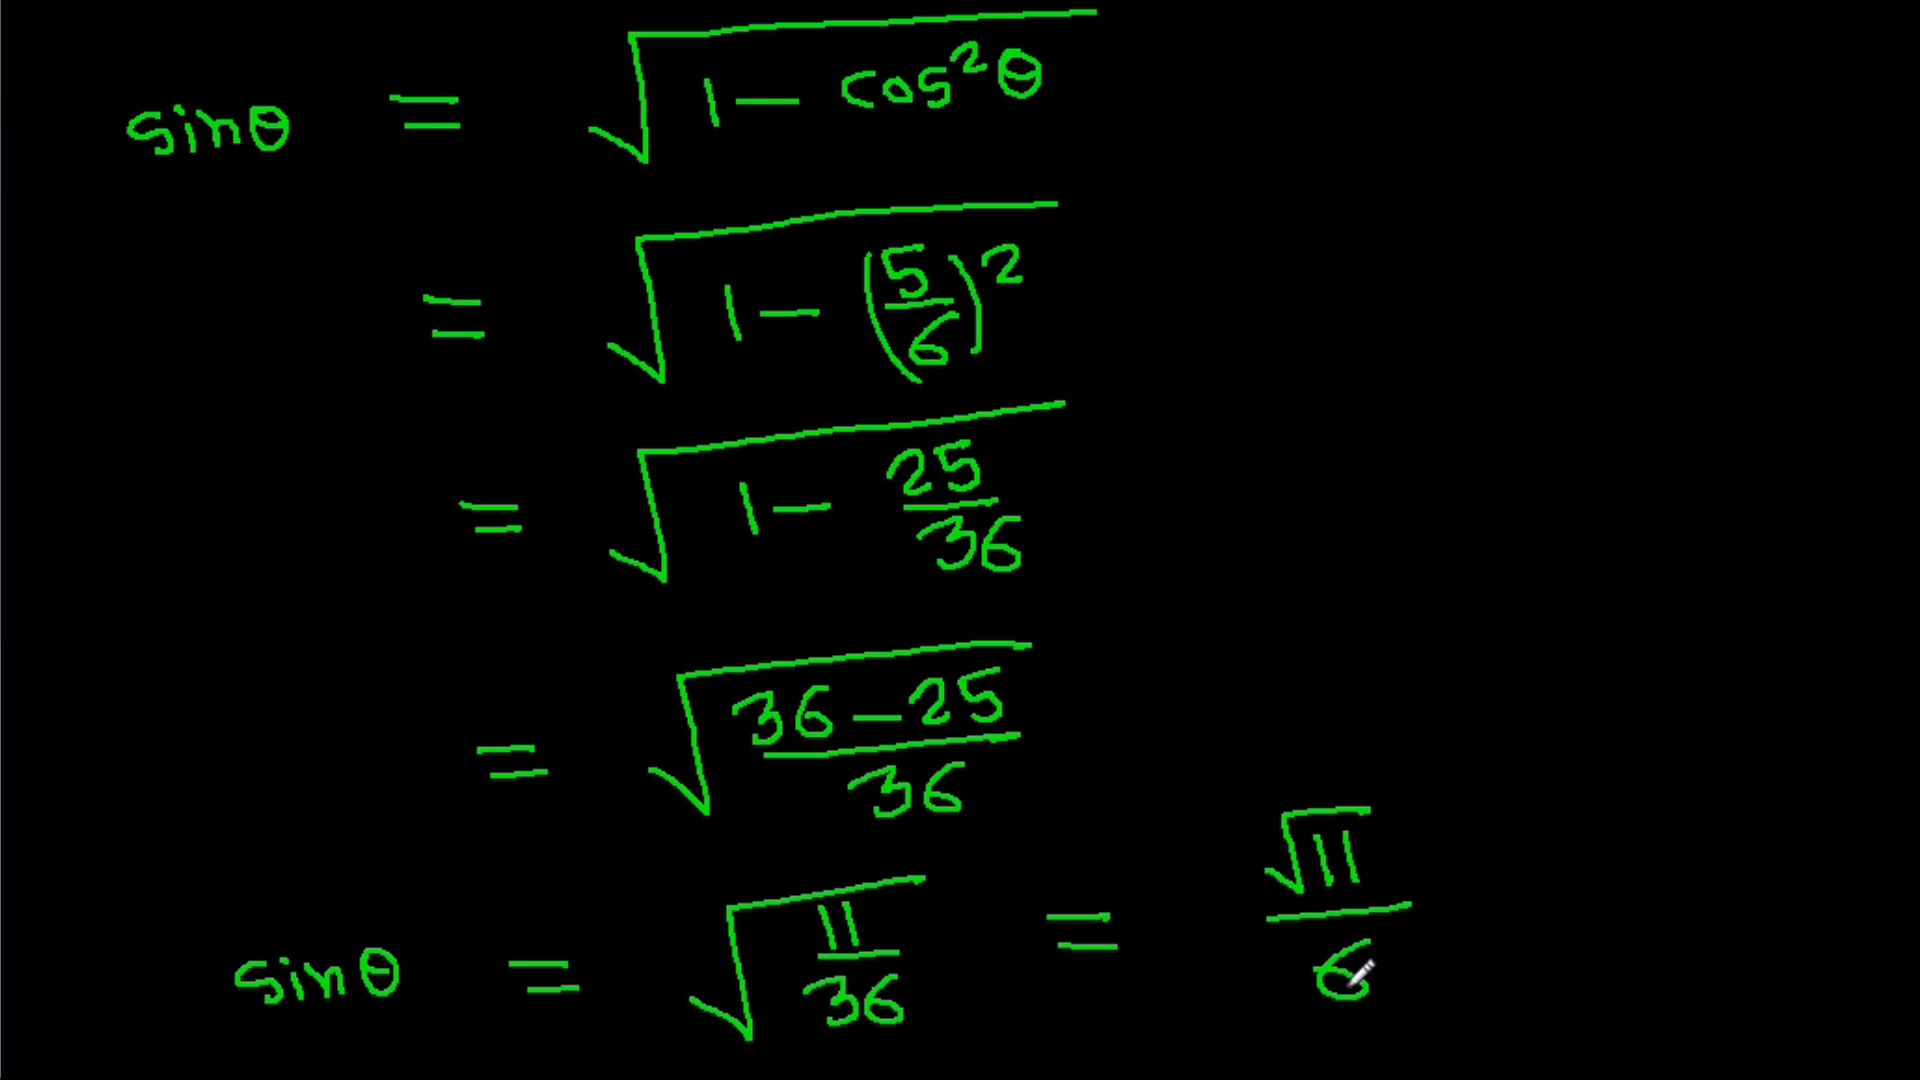 sinθ = √(1 - cos²θ)
= √(1 - (5/6)²)
= √(1 - 25/36)
= √((36 - 25)/36)
sinθ = √(11/36) = √11/6